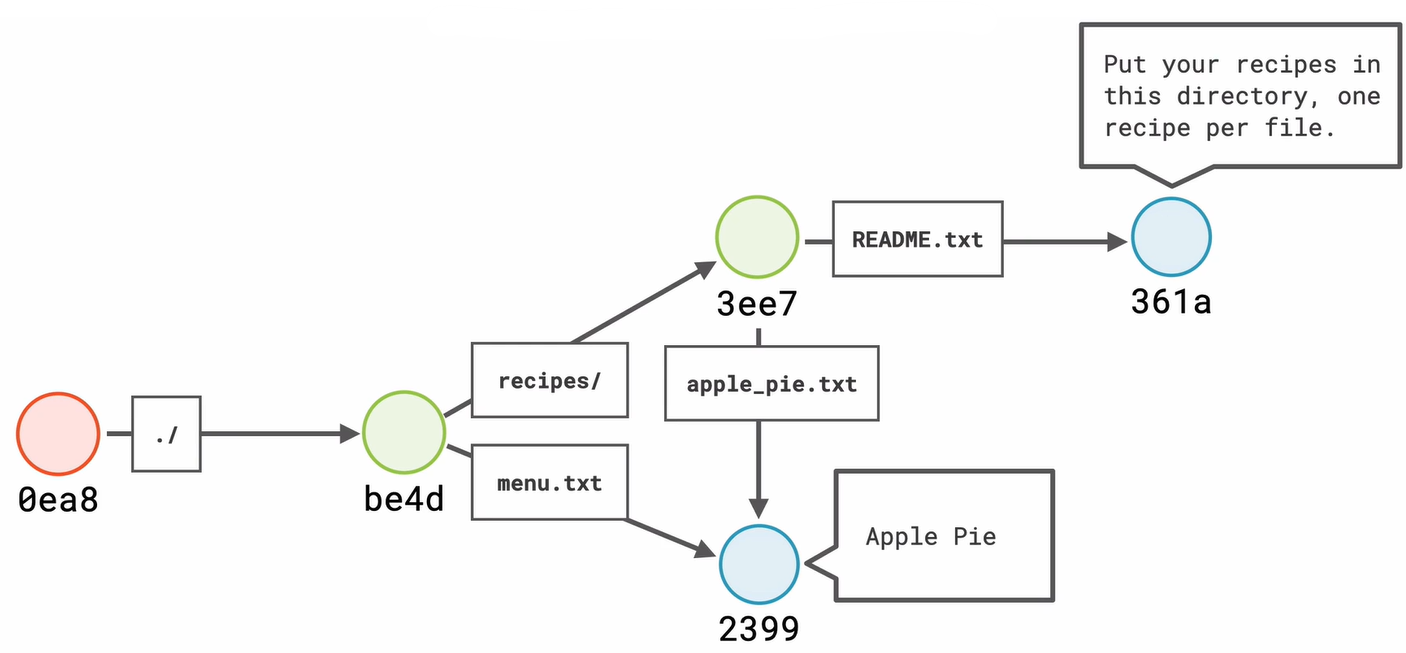 Put your recipes in
this directory, one
recipe per file.
README.txt
3ee7
361a
recipes/
apple_pie.txt
./
0ea8
be4d
menu.txt
Apple Pie
2399